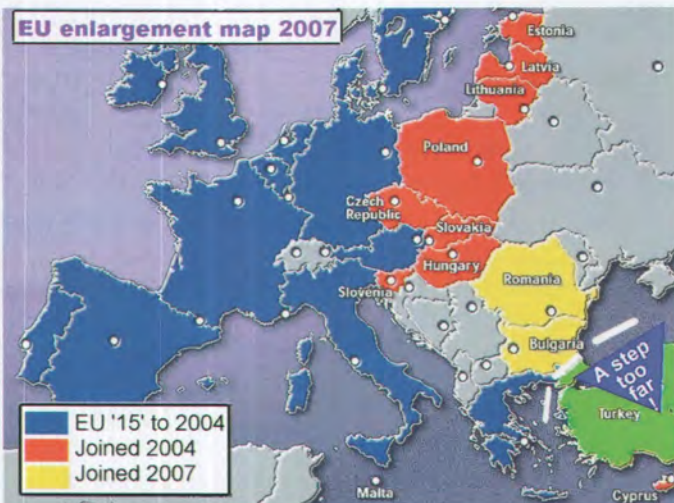 EU enlargement map 2007
Estonia
Latvia
Lithuania
Poland
Czech
Republic
Slovakia
Hungary
Slovenia
Romania
Bulgaria
A step
too
far
!
Turkey
EU '15' to 2004
Joined 2004
Joined 2007
Malta
Cyprus